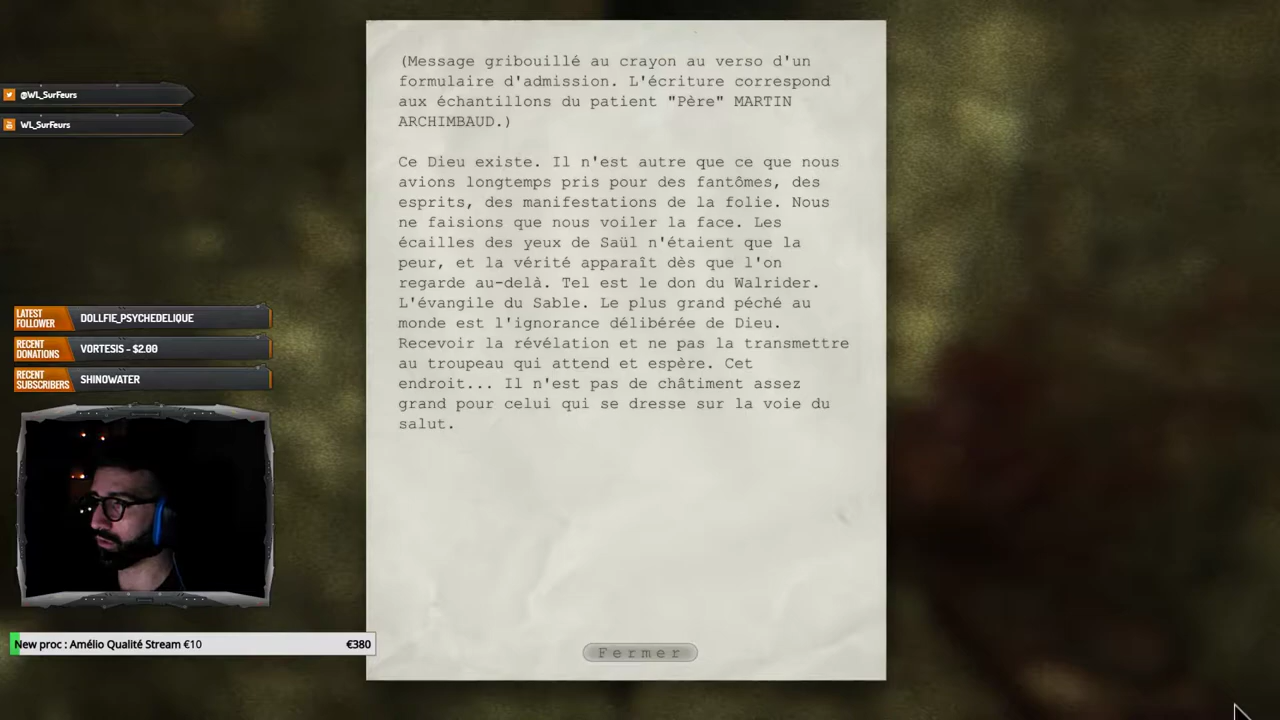 @WL_SurFeurs
WL_SurFeurs
LATEST
FOLLOWER
DOLLFIE_PSYCHEDELIQUE
RECENT
DONATIONS
VORTESIS - $2.00
RECENT
SUBSCRIBERS
SHINOWATER
New proc : Amélio Qualité Stream €10
€380
(Message gribouillé au crayon au verso d'un
formulaire d'admission. L'écriture correspond
aux échantillons du patient "Père" MARTIN
ARCHIMBAUD.)
Ce Dieu existe. Il n'est autre que ce que nous
avions longtemps pris pour des fantômes, des
esprits, des manifestations de la folie. Nous
ne faisions que nous voiler la face. Les
écailles des yeux de Saül n'étaient que la
peur, et la vérité apparaît dès que l'on
regarde au-delà. Tel est le don du Walrider.
L'évangile du Sable. Le plus grand péché au
monde est l'ignorance délibérée de Dieu.
Recevoir la révélation et ne pas la transmettre
au troupeau qui attend et espère. Cet
endroit... Il n'est pas de châtiment assez
grand pour celui qui se dresse sur la voie du
salut.
Fermer